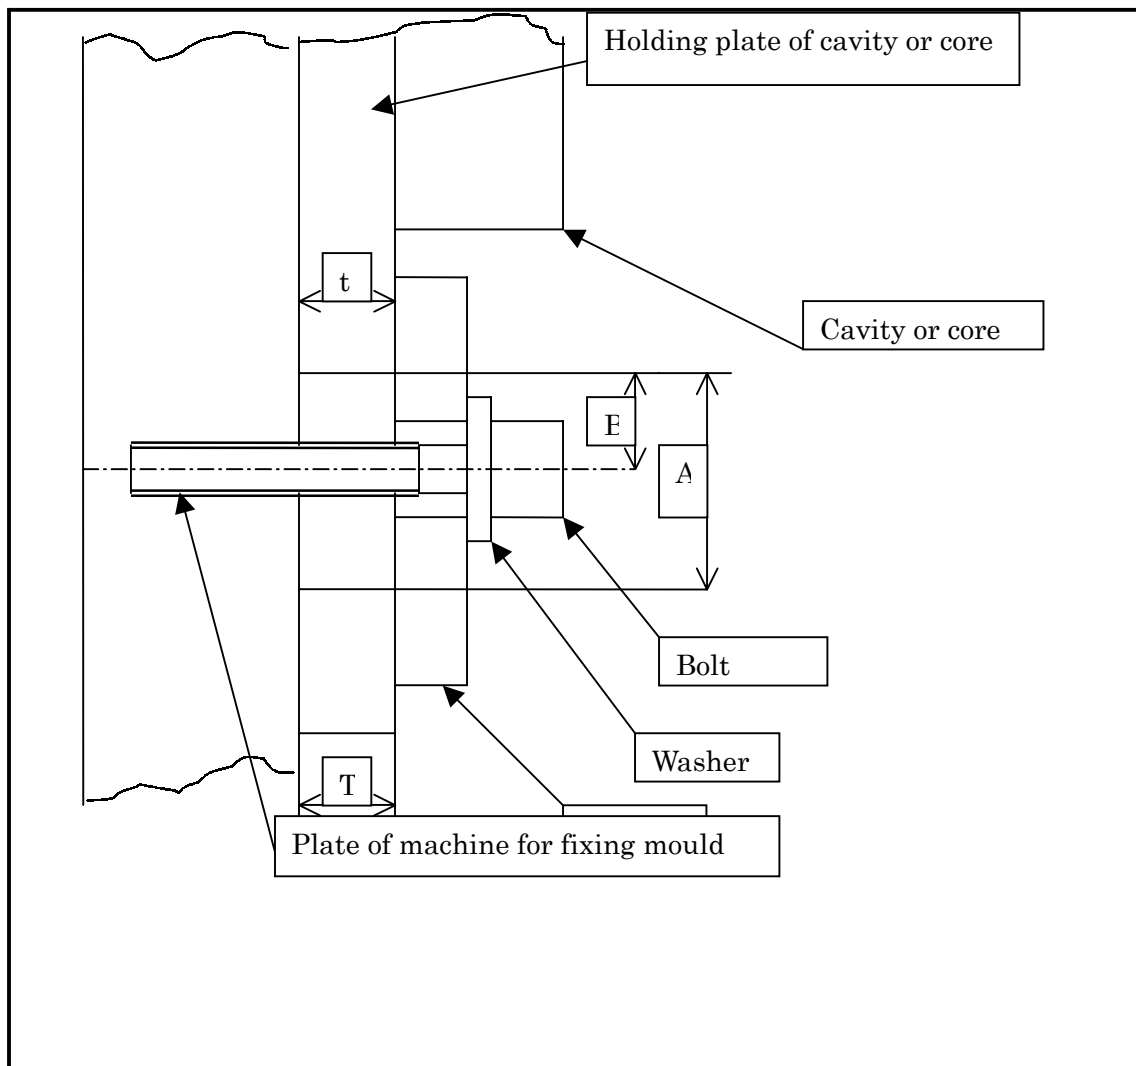 Holding plate of cavity or core
t
Cavity or core
B
A
Bolt
Washer
T
Plate of machine for fixing mould